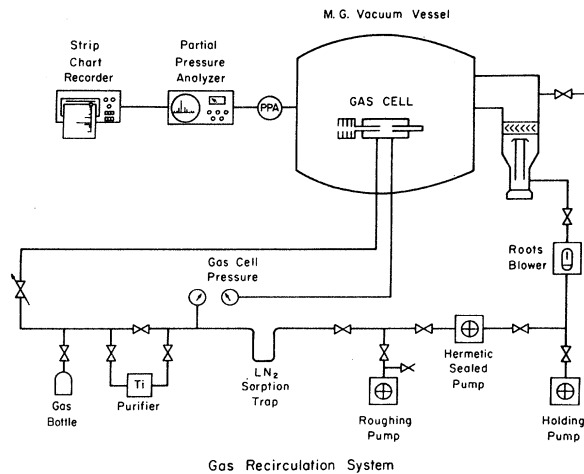 M. G. Vacuum Vessel
Strip
Chart
Recorder
Partial
Pressure
Analyzer
PPA
GAS CELL
Roots
Blower
Gas Cell
Pressure
Gas
Bottle
Ti
Purifier
LN₂
Sorption
Trap
Roughing
Pump
Hermetic
Sealed
Pump
Holding
Pump
Gas Recirculation System